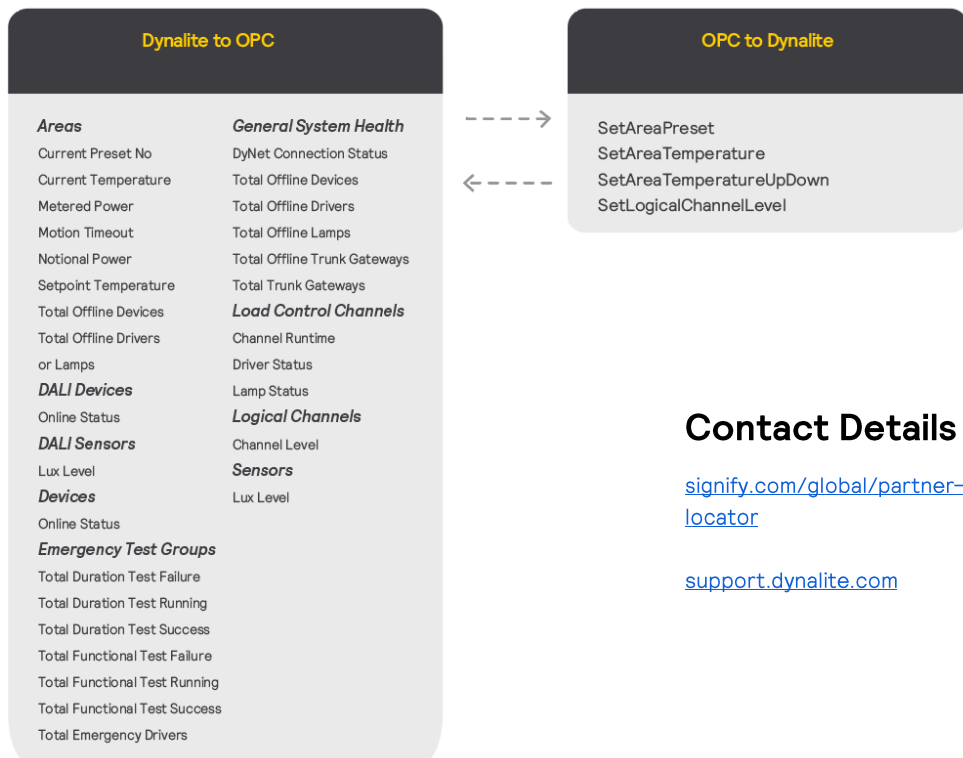 Dynalite to OPC
Areas
Current Preset No
Current Temperature
Metered Power
Motion Timeout
Notional Power
Setpoint Temperature
Total Offline Devices
Total Offline Drivers
or Lamps
DALI Devices
Online Status
DALI Sensors
Lux Level
Devices
Online Status
Emergency Test Groups
Total Duration Test Failure
Total Duration Test Running
Total Duration Test Success
Total Functional Test Failure
Total Functional Test Running
Total Functional Test Success
Total Emergency Drivers
General System Health
DyNet Connection Status
Total Offline Devices
Total Offline Drivers
Total Offline Lamps
Total Offline Trunk Gateways
Total Trunk Gateways
Load Control Channels
Channel Runtime
Driver Status
Lamp Status
Logical Channels
Channel Level
Sensors
Lux Level
OPC to Dynalite
SetAreaPreset
SetAreaTemperature
SetAreaTemperatureUpDown
SetLogicalChannelLevel
Contact Details
signify.com/global/partner-
locator
support.dynalite.com